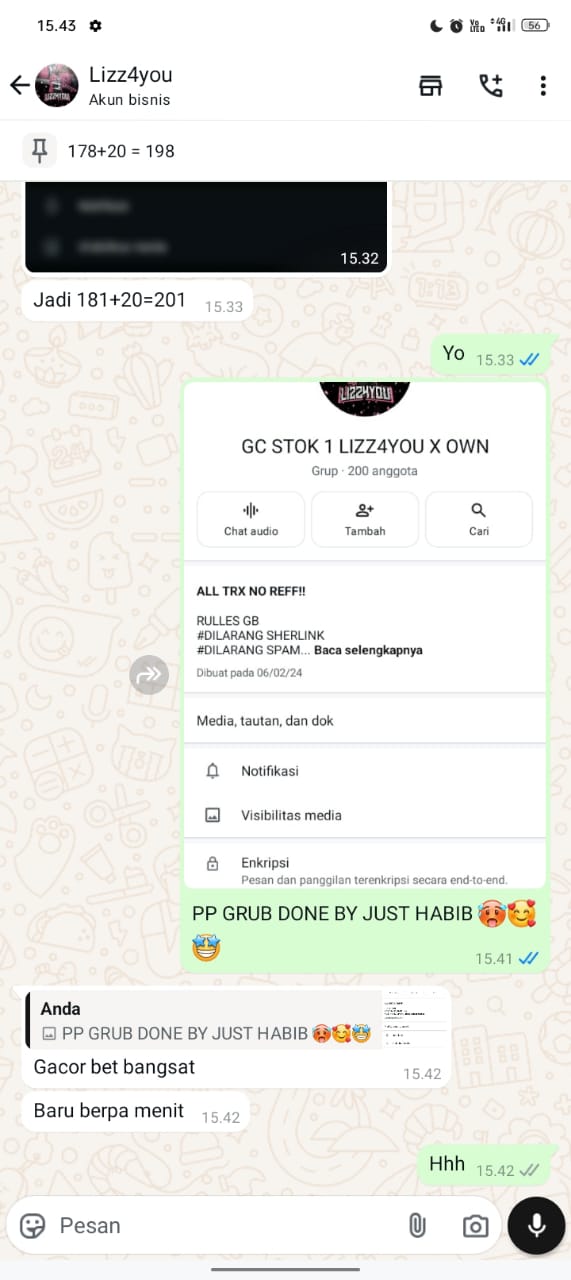 15.43
Vo
LTE
4G
56
Lizz4you
Akun bisnis
178+20 = 198
15.32
Jadi 181+20=201 15.33
Yo 15.33
LIZZ4YOU
GC STOK 1 LIZZ4YOU X OWN
Grup · 200 anggota
Chat audio
Tambah
Cari
ALL TRX NO REFF!!
RULLES GB
#DILARANG SHERLINK
#DILARANG SPAM... Baca selengkapnya
Dibuat pada 06/02/24
Media, tautan, dan dok
Notifikasi
Visibilitas media
Enkripsi
Pesan dan panggilan terenkripsi secara end-to-end.
PP GRUB DONE BY JUST HABIB 🥵🥰
🤩
15.41
Anda
PP GRUB DONE BY JUST HABIB 🥵🥰🤩
Gacor bet bangsat
15.42
Baru berpa menit 15.42
Hhh 15.42
Pesan